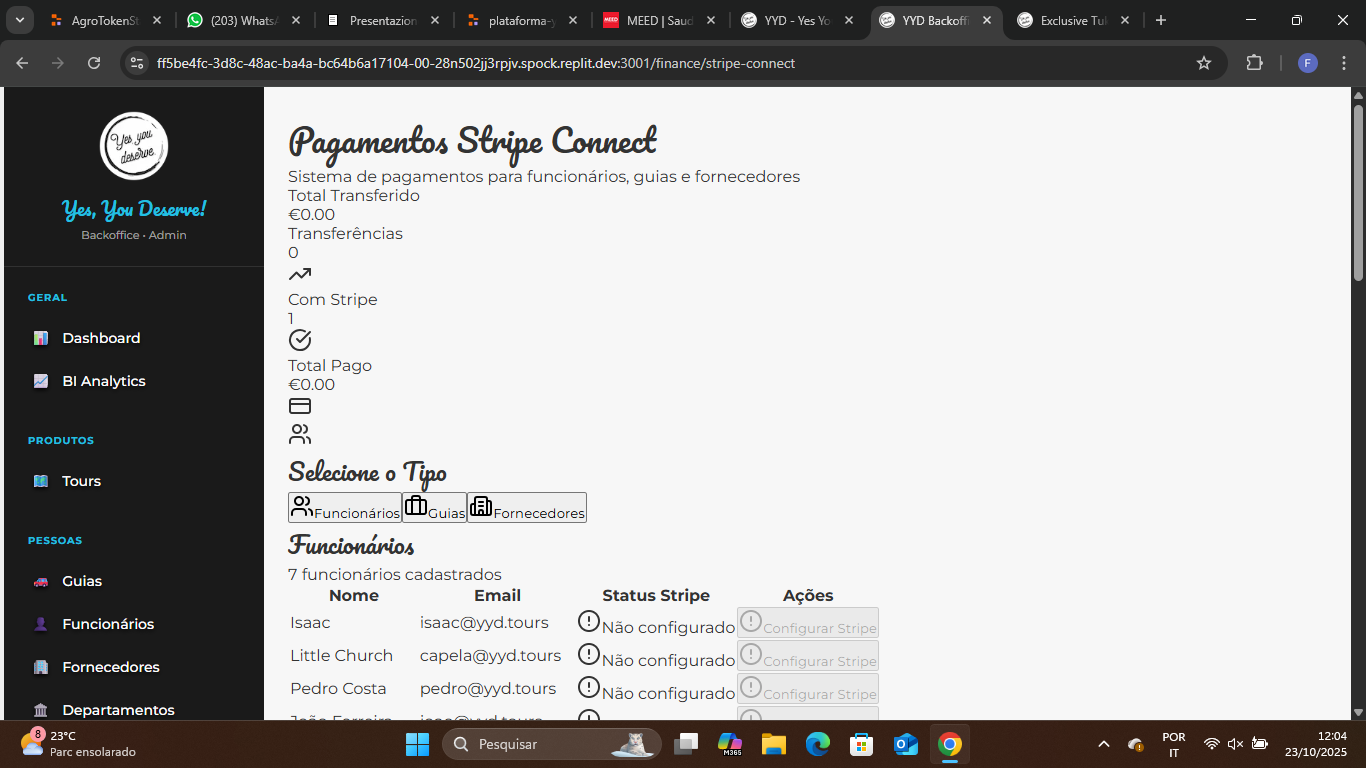 AgroTokenSt
(203) WhatsA
Presentazion
plataforma-y
MEED | Saud
YYD - Yes Yo
YYD Backoffi
Exclusive Tuk
ff5be4fc-3d8c-48ac-ba4a-bc64b6a17104-00-28n502jj3rpjv.spock.replit.dev:3001/finance/stripe-connect
F
Yes, you
deserve.
Yes, You Deserve!
Backoffice • Admin
GERAL
Dashboard
BI Analytics
PRODUTOS
Tours
PESSOAS
Guias
Funcionários
Fornecedores
Departamentos
Pagamentos Stripe Connect
Sistema de pagamentos para funcionários, guias e fornecedores
Total Transferido
€0.00
Transferências
0
Com Stripe
1
Total Pago
€0.00
Selecione o Tipo
Funcionários Guias Fornecedores
Funcionários
7 funcionários cadastrados
Nome Email Status Stripe Ações
Isaac isaac@yyd.tours Não configurado Configurar Stripe
Little Church capela@yyd.tours Não configurado Configurar Stripe
Pedro Costa pedro@yyd.tours Não configurado Configurar Stripe
8
23°C
Parc ensolarado
Pesquisar
M365
POR
IT
12:04
23/10/2025